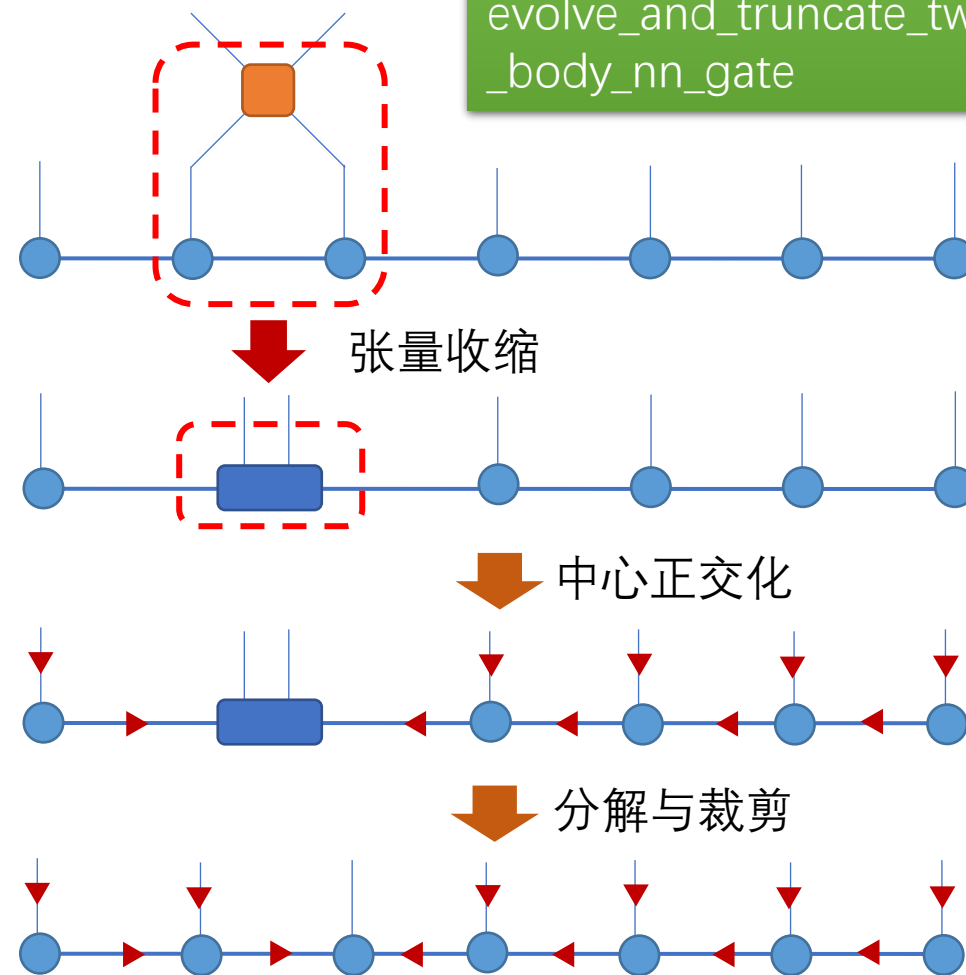 evolve_and_truncate_tw
_body_nn_gate
张量收缩
中心正交化
分解与裁剪